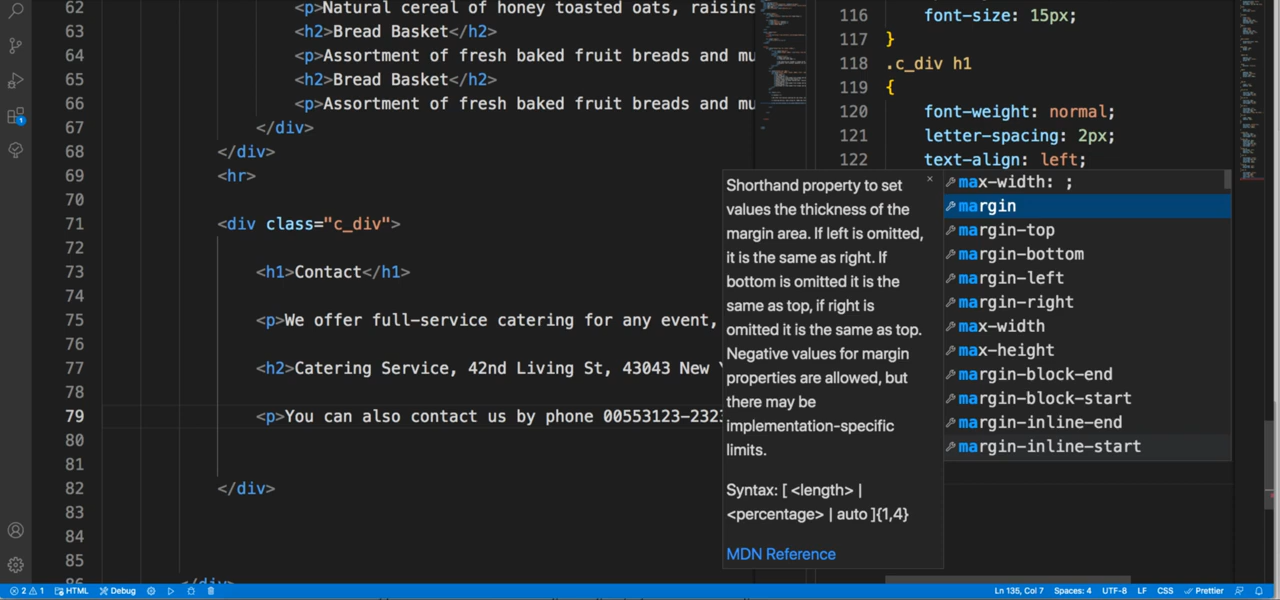 62 <p>Natural cereal of honey toasted oats, raisins
63 <h2>Bread Basket</h2>
64 <p>Assortment of fresh baked fruit breads and mu
65 <h2>Bread Basket</h2>
66 <p>Assortment of fresh baked fruit breads and mu
67 </div>
68 </div>
69 <hr>
70
71 <div class="c_div">
72
73 <h1>Contact</h1>
74
75 <p>We offer full-service catering for any event,
76
77 <h2>Catering Service, 42nd Living St, 43043 New Y
78
79 <p>You can also contact us by phone 00553123-2323
80
81
82 </div>
83
84
85
86 </div>
116 font-size: 15px;
117 }
118 .c_div h1
119 {
120 font-weight: normal;
121 letter-spacing: 2px;
122 text-align: left;
Shorthand property to set
values the thickness of the
margin area. If left is omitted,
it is the same as right. If
bottom is omitted it is the
same as top, if right is
omitted it is the same as top.
Negative values for margin
properties are allowed, but
there may be
implementation-specific
limits.
Syntax: [ <length> |
<percentage> | auto ]{1,4}
MDN Reference
×
max-width: ;
margin
margin-top
margin-bottom
margin-left
margin-right
max-width
max-height
margin-block-end
margin-block-start
margin-inline-end
margin-inline-start
1
2 1 HTML Debug Ln 135, Col 7 Spaces: 4 UTF-8 LF CSS Prettier